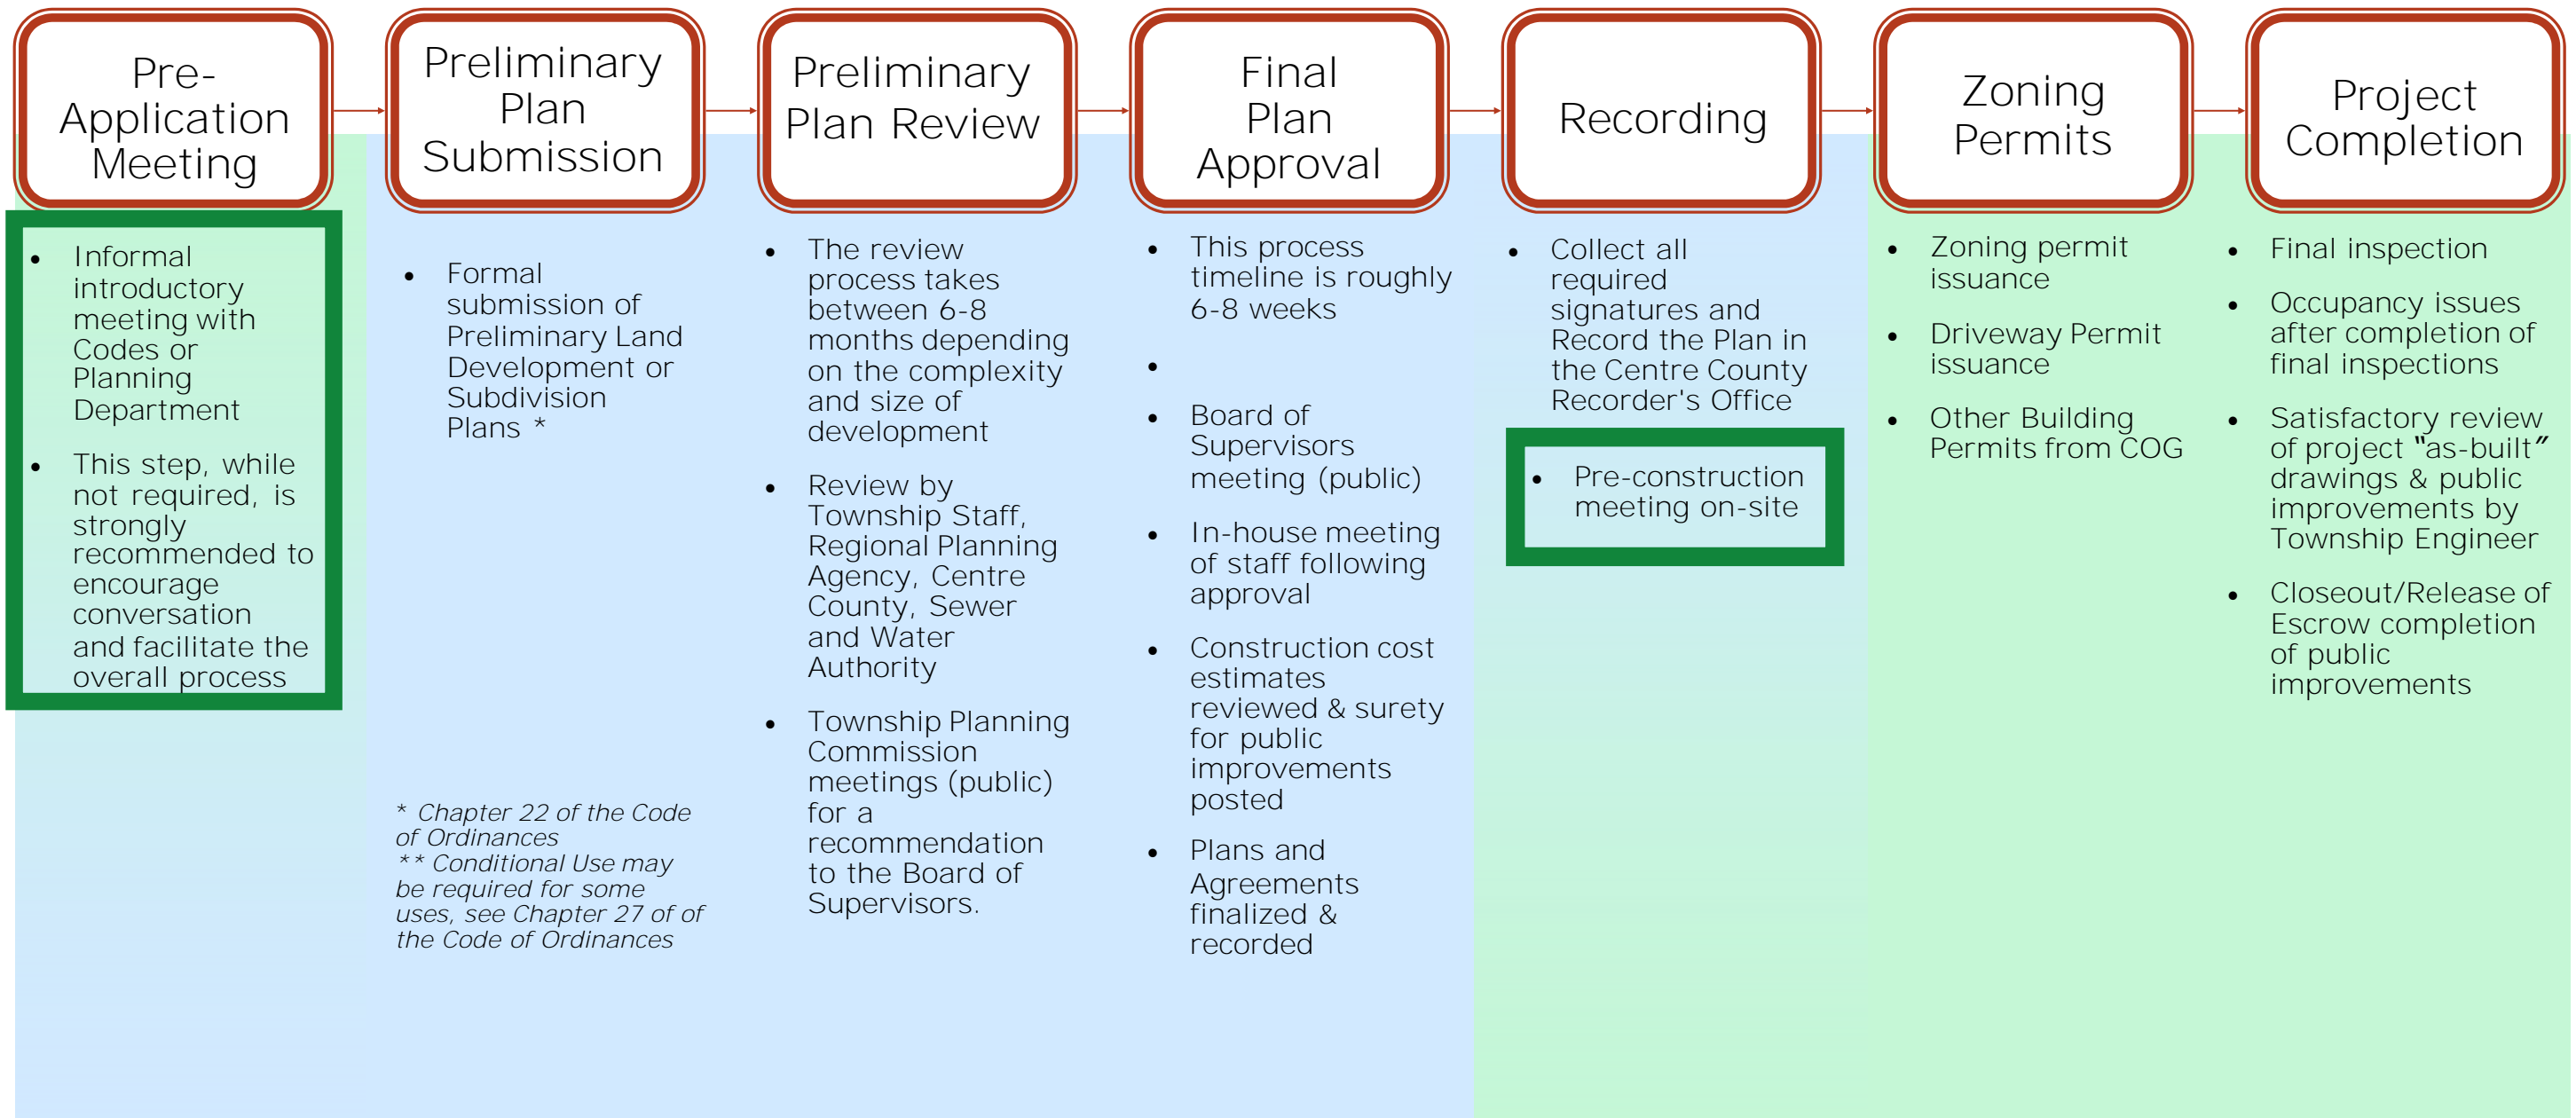 Pre-
Application
Meeting
• Informal
introductory
meeting with
Codes or
Planning
Department
• This step, while
not required, is
strongly
recommended to
encourage
conversation
and facilitate the
overall process
Preliminary
Plan
Submission
• Formal
submission of
Preliminary Land
Development or
Subdivision
Plans *
* Chapter 22 of the Code
of Ordinances
** Conditional Use may
be required for some
uses, see Chapter 27 of of
the Code of Ordinances
Preliminary
Plan Review
• The review
process takes
between 6-8
months depending
on the complexity
and size of
development
• Review by
Township Staff,
Regional Planning
Agency, Centre
County, Sewer
and Water
Authority
• Township Planning
Commission
meetings (public)
for a
recommendation
to the Board of
Supervisors.
Final
Plan
Approval
• This process
timeline is roughly
6-8 weeks
•
• Board of
Supervisors
meeting (public)
• In-house meeting
of staff following
approval
• Construction cost
estimates
reviewed & surety
for public
improvements
posted
• Plans and
Agreements
finalized &
recorded
Recording
• Collect all
required
signatures and
Record the Plan in
the Centre County
Recorder's Office
• Pre-construction
meeting on-site
Zoning
Permits
• Zoning permit
issuance
• Driveway Permit
issuance
• Other Building
Permits from COG
Project
Completion
• Final inspection
• Occupancy issues
after completion of
final inspections
• Satisfactory review
of project “as-built”
drawings & public
improvements by
Township Engineer
• Closeout/Release of
Escrow completion
of public
improvements